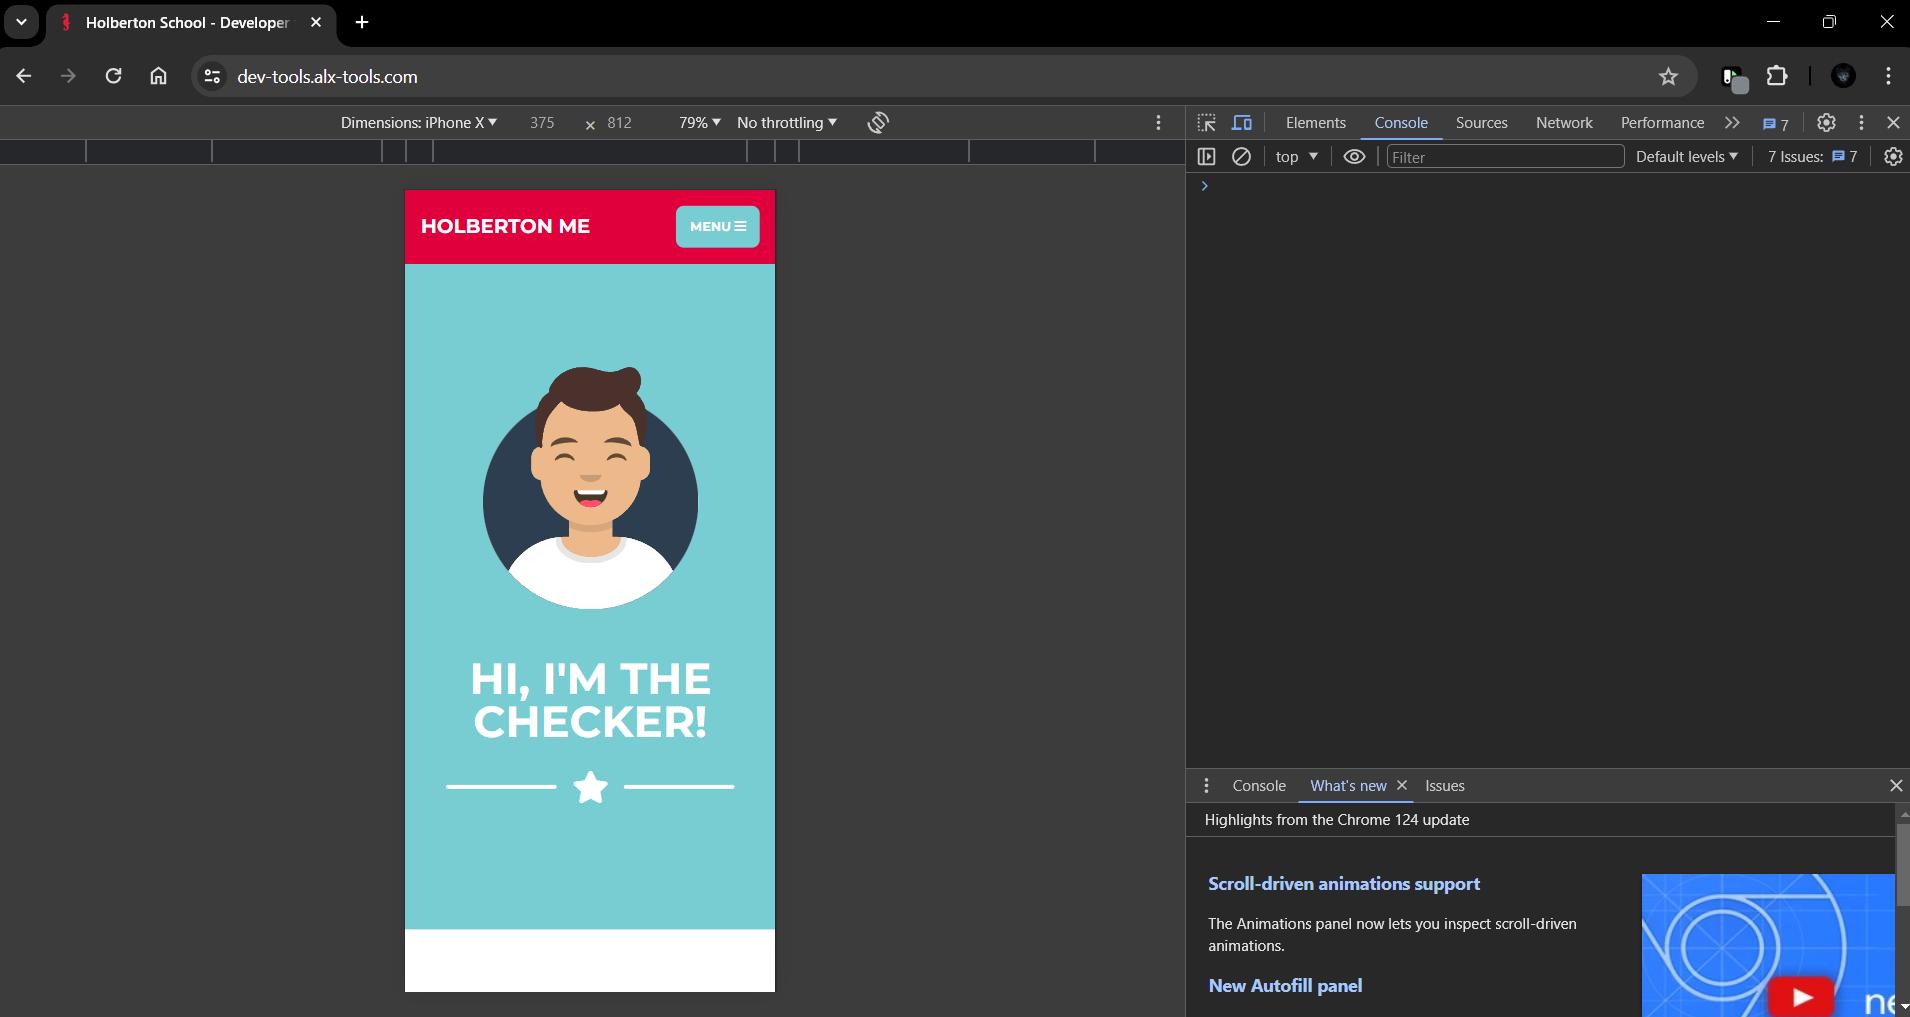 Holberton School - Developer
dev-tools.alx-tools.com
Dimensions: iPhone X 375 × 812 79% No throttling
Elements Console Sources Network Performance 7
top Filter Default levels 7 Issues: 7
HOLBERTON ME
MENU
HI, I'M THE
CHECKER!
Console What's new Issues
Highlights from the Chrome 124 update
Scroll-driven animations support
The Animations panel now lets you inspect scroll-driven
animations.
New Autofill panel
ne